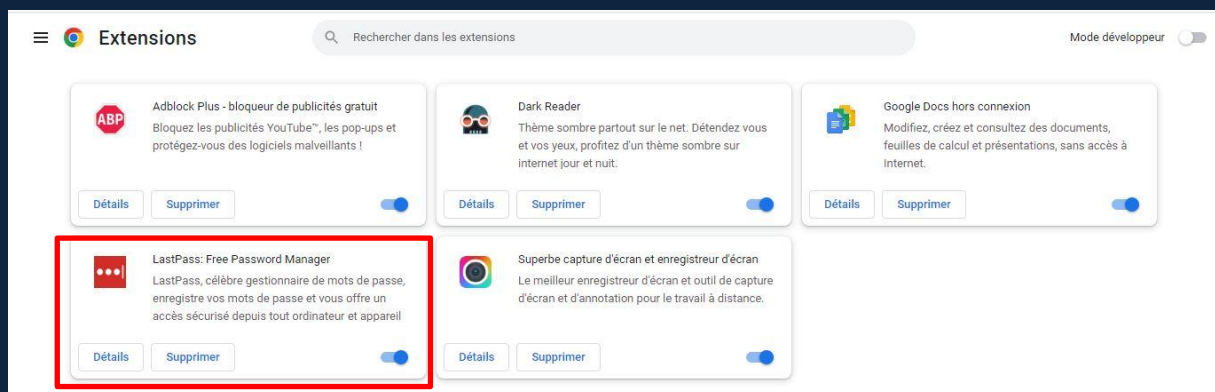 Extensions
Rechercher dans les extensions
Mode développeur
ABP
Adblock Plus - bloqueur de publicités gratuit
Bloquez les publicités YouTube™, les pop-ups et
protégez-vous des logiciels malveillants !
Détails
Supprimer
Dark Reader
Thème sombre partout sur le net. Détendez vous
et vos yeux, profitez d'un thème sombre sur
internet jour et nuit.
Détails
Supprimer
Google Docs hors connexion
Modifiez, créez et consultez des documents,
feuilles de calcul et présentations, sans accès à
Internet.
Détails
Supprimer
LastPass: Free Password Manager
LastPass, célèbre gestionnaire de mots de passe,
enregistre vos mots de passe et vous offre un
accès sécurisé depuis tout ordinateur et appareil
Détails
Supprimer
Superbe capture d'écran et enregistreur d'écran
Le meilleur enregistreur d'écran et outil de capture
d'écran et d'annotation pour le travail à distance.
Détails
Supprimer